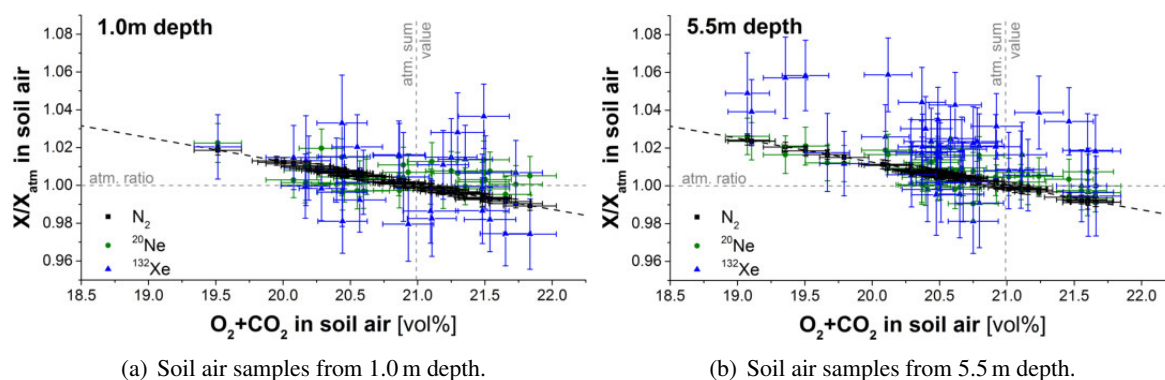 1.0m depth
atm. sum
value
1.08
1.06
1.04
1.02
1.00
0.98
0.96
X/X_atm in soil air
atm. ratio
N₂
²⁰Ne
¹³²Xe
18.5 19.0 19.5 20.0 20.5 21.0 21.5 22.0
O₂+CO₂ in soil air [vol%]
(a) Soil air samples from 1.0 m depth.
5.5m depth
atm. sum
value
1.08
1.06
1.04
1.02
1.00
0.98
0.96
X/X_atm in soil air
atm. ratio
N₂
²⁰Ne
¹³²Xe
18.5 19.0 19.5 20.0 20.5 21.0 21.5 22.0
O₂+CO₂ in soil air [vol%]
(b) Soil air samples from 5.5 m depth.